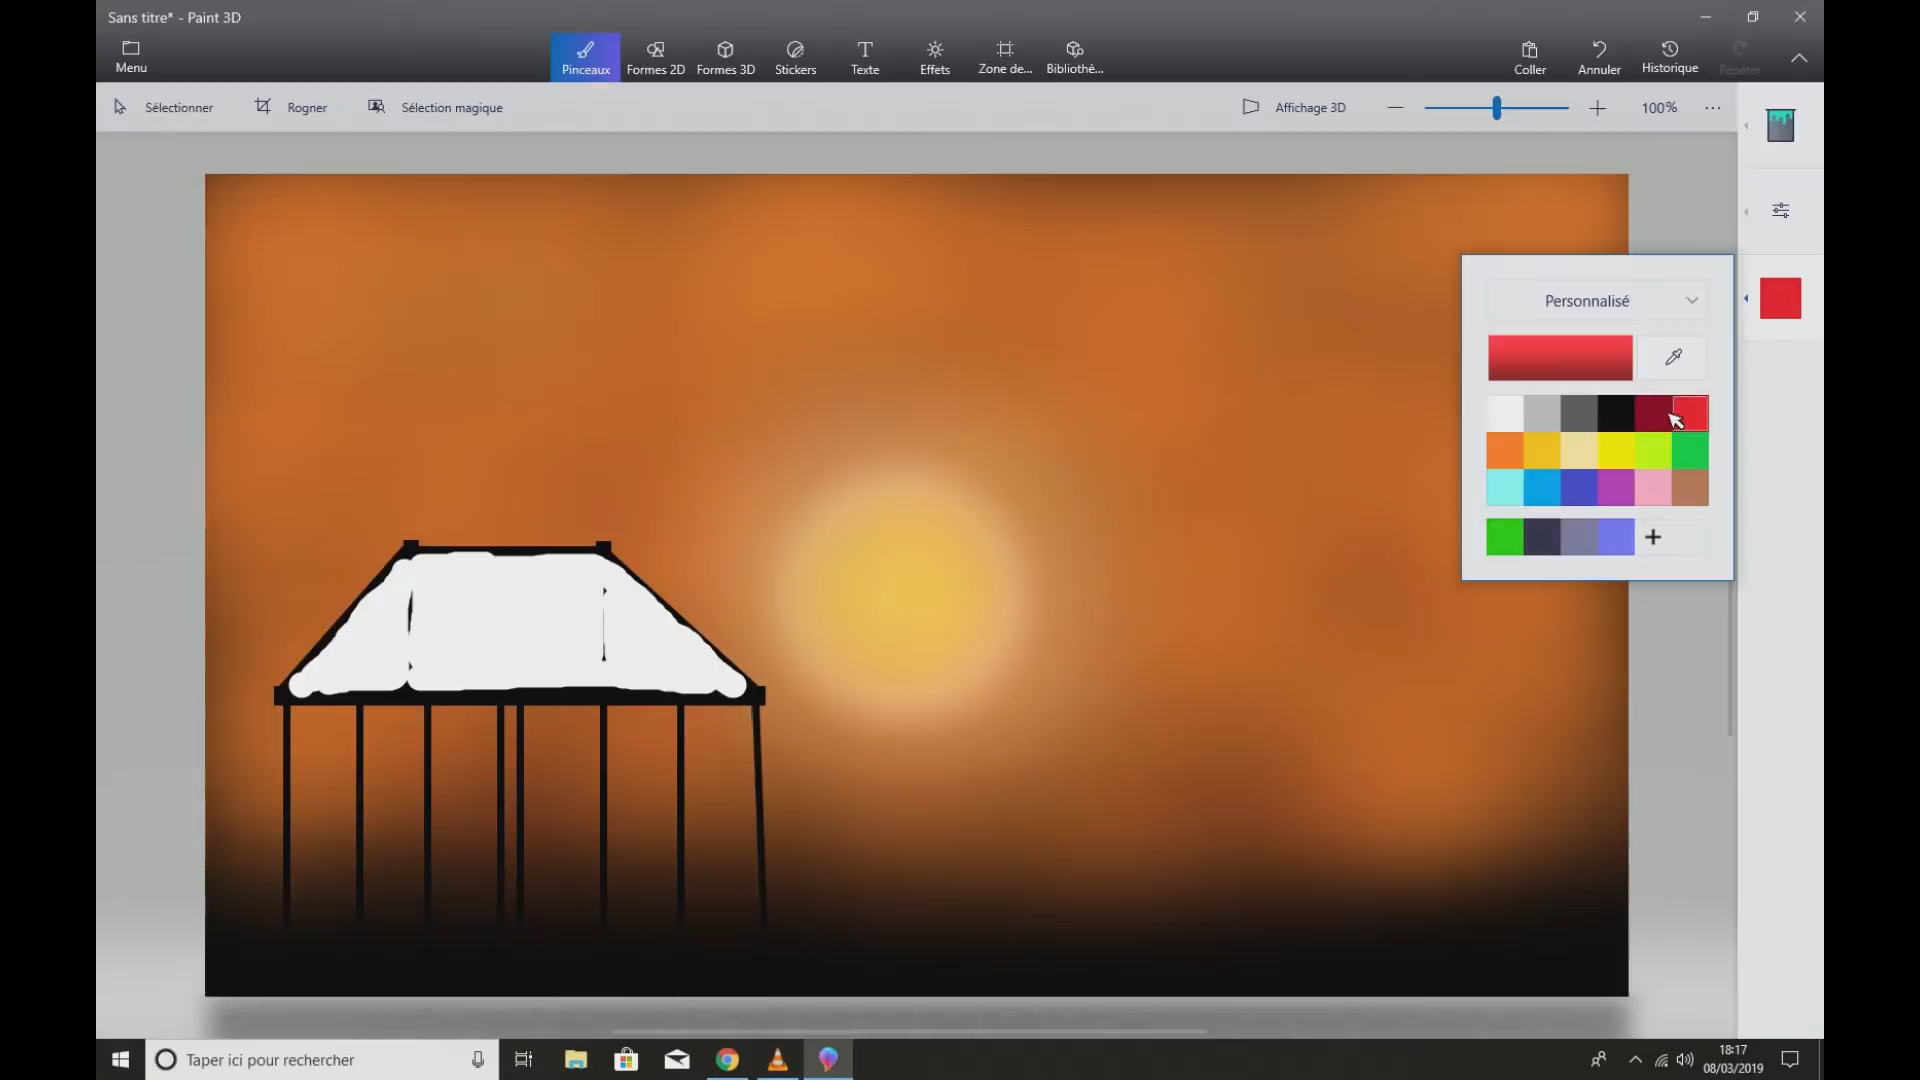 Sans titre* - Paint 3D
Menu
Pinceaux
Formes 2D
Formes 3D
Stickers
Texte
Effets
Zone de...
Bibliothè...
Coller
Annuler
Historique
Répéter
Sélectionner
Rogner
Sélection magique
Affichage 3D
100%
Personnalisé
Taper ici pour rechercher
18:17
08/03/2019